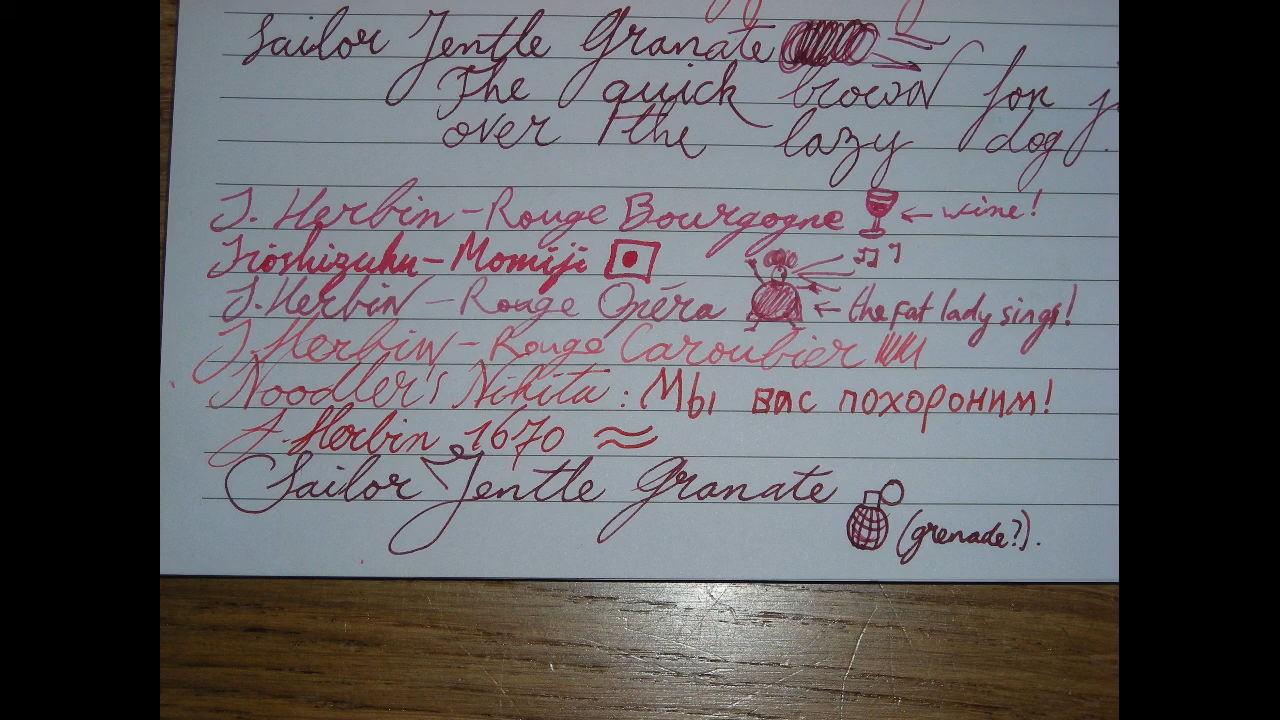 Sailor Jentle Granate
The quick brown fox
over the lazy dog.
J. Herbin - Rouge Bourgogne ← wine!
Iroshizuku - Momiji
J. Herbin - Rouge Opéra ← the fat lady sings!
J. Herbin - Rouge Caroubier
Noodler's Nikita : Мы вас похороним!
J. Herbin 1670
Sailor Jentle Granate
(grenade?).